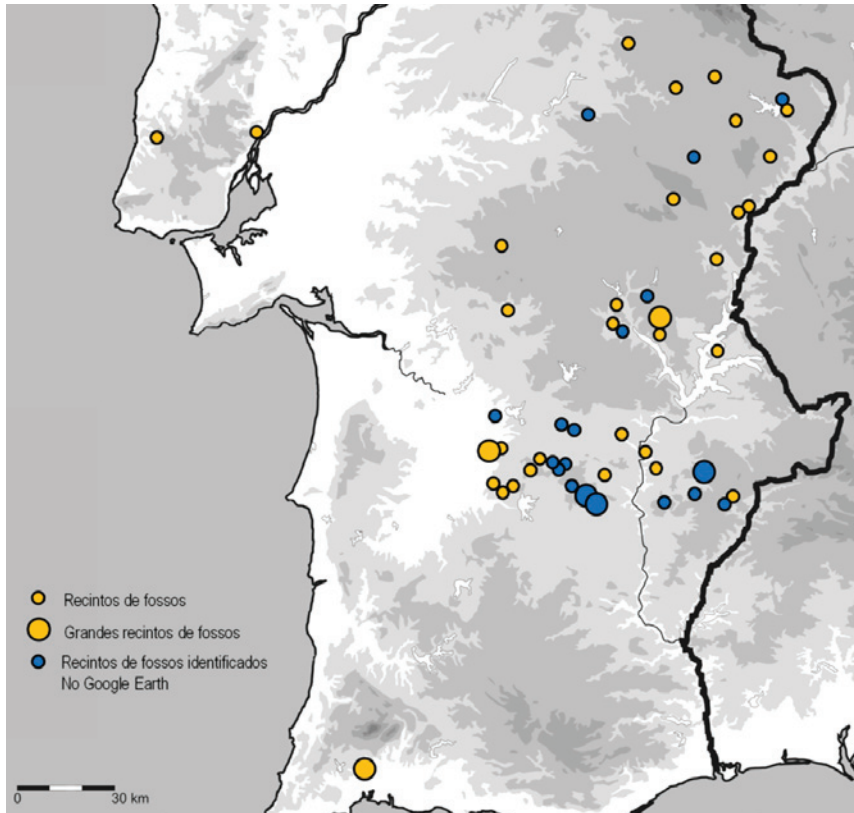 Recintos de fossos
Grandes recintos de fossos
Recintos de fossos identificados
No Google Earth
0 30 km